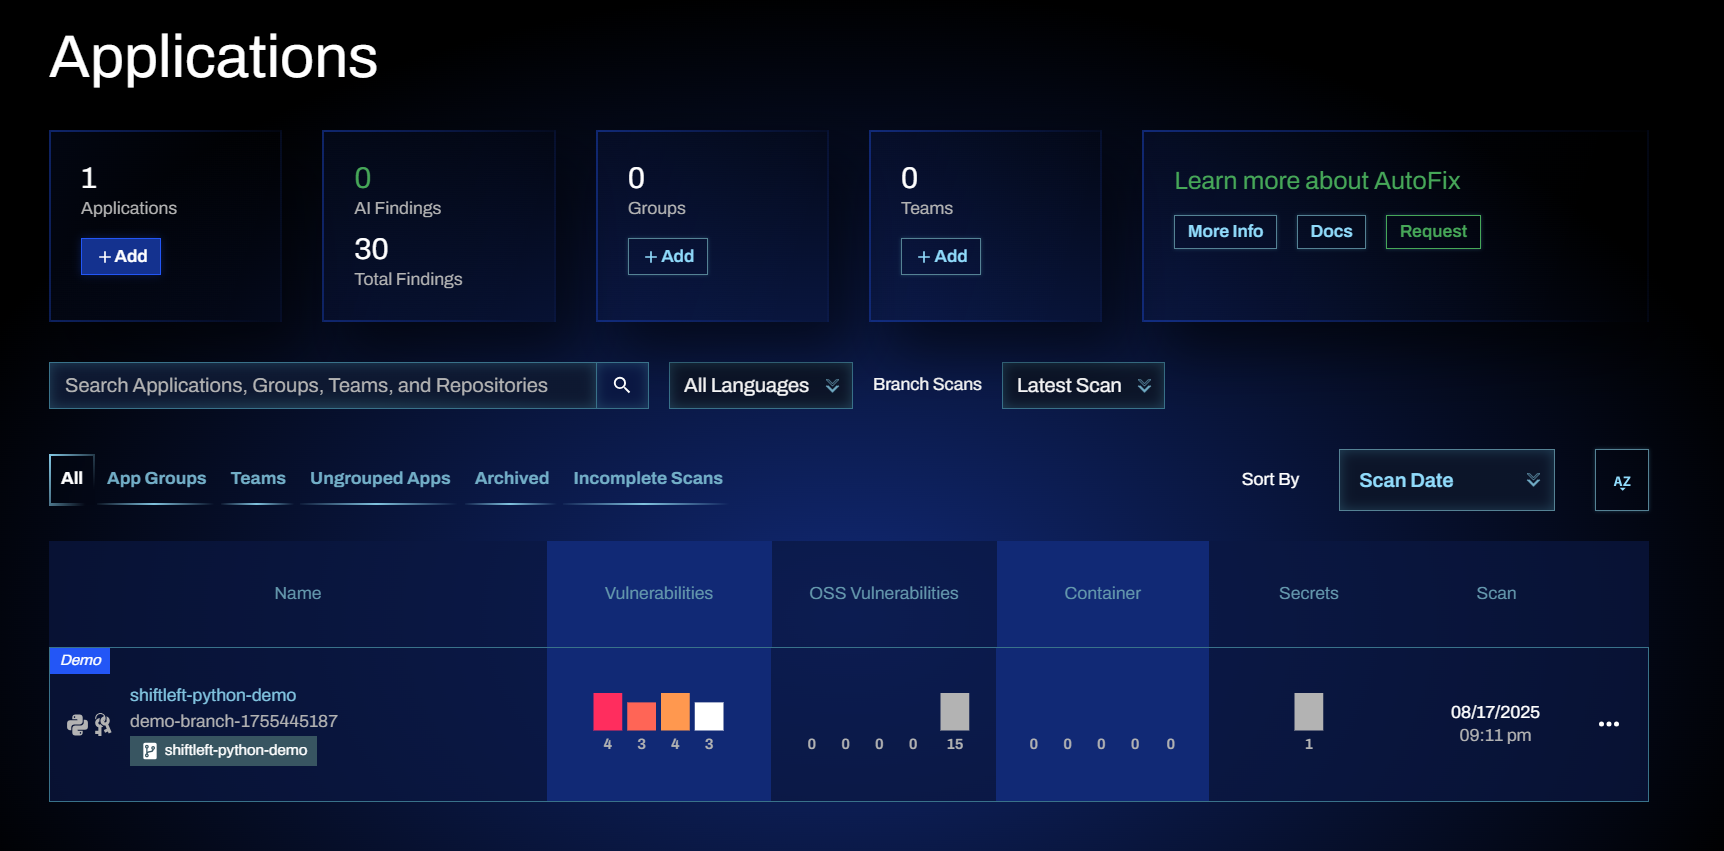 Applications
1
Applications
+ Add
0
AI Findings
30
Total Findings
0
Groups
+ Add
0
Teams
+ Add
Learn more about AutoFix
More Info Docs Request
Search Applications, Groups, Teams, and Repositories
All Languages
Branch Scans
Latest Scan
All App Groups Teams Ungrouped Apps Archived Incomplete Scans
Sort By
Scan Date
AZ
Name Vulnerabilities OSS Vulnerabilities Container Secrets Scan
Demo
shiftleft-python-demo
demo-branch-1755445187
shiftleft-python-demo
4 3 4 3
0 0 0 0 15
0 0 0 0 0
1
08/17/2025
09:11 pm